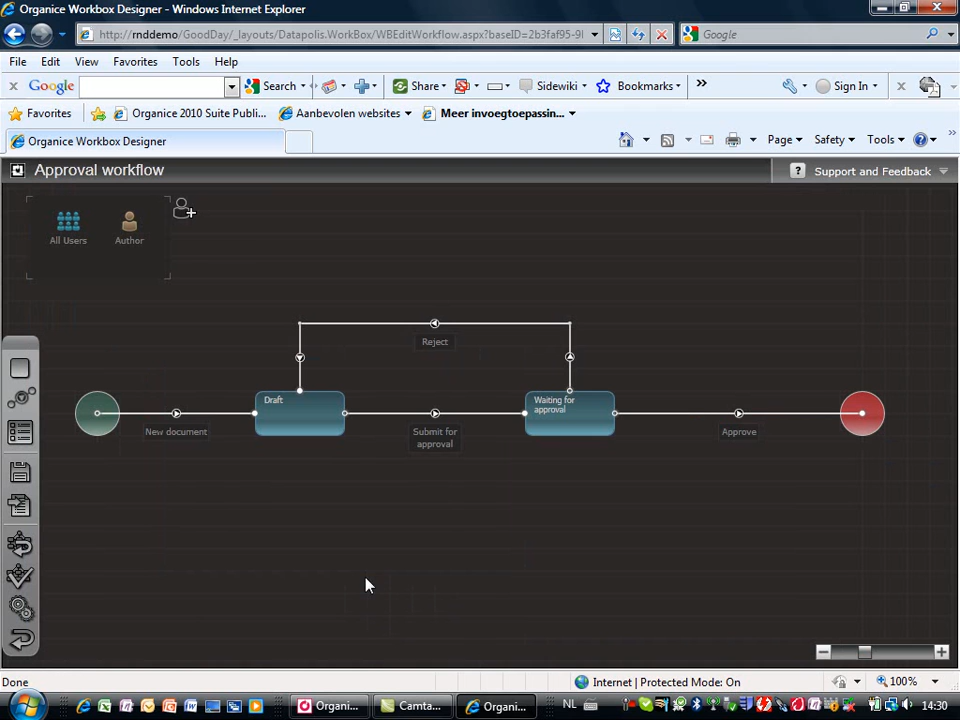 Organice Workbox Designer - Windows Internet Explorer
http://rnddemo/GoodDay/_layouts/Datapolis.WorkBox/WBEditWorkflow.aspx?baseID=2b3faf95-9l
Google
File Edit View Favorites Tools Help
Google Search Share Sidewiki Bookmarks Sign In
Favorites Organice 2010 Suite Publi... Aanbevolen websites Meer invoegtoepassin...
Organice Workbox Designer
Page Safety Tools
Approval workflow
Support and Feedback
All Users
Author
Reject
Draft
Waiting for
approval
New document
Submit for
approval
Approve
Done
Internet | Protected Mode: On
100%
Organi...
Camta...
Organi...
NL
14:30